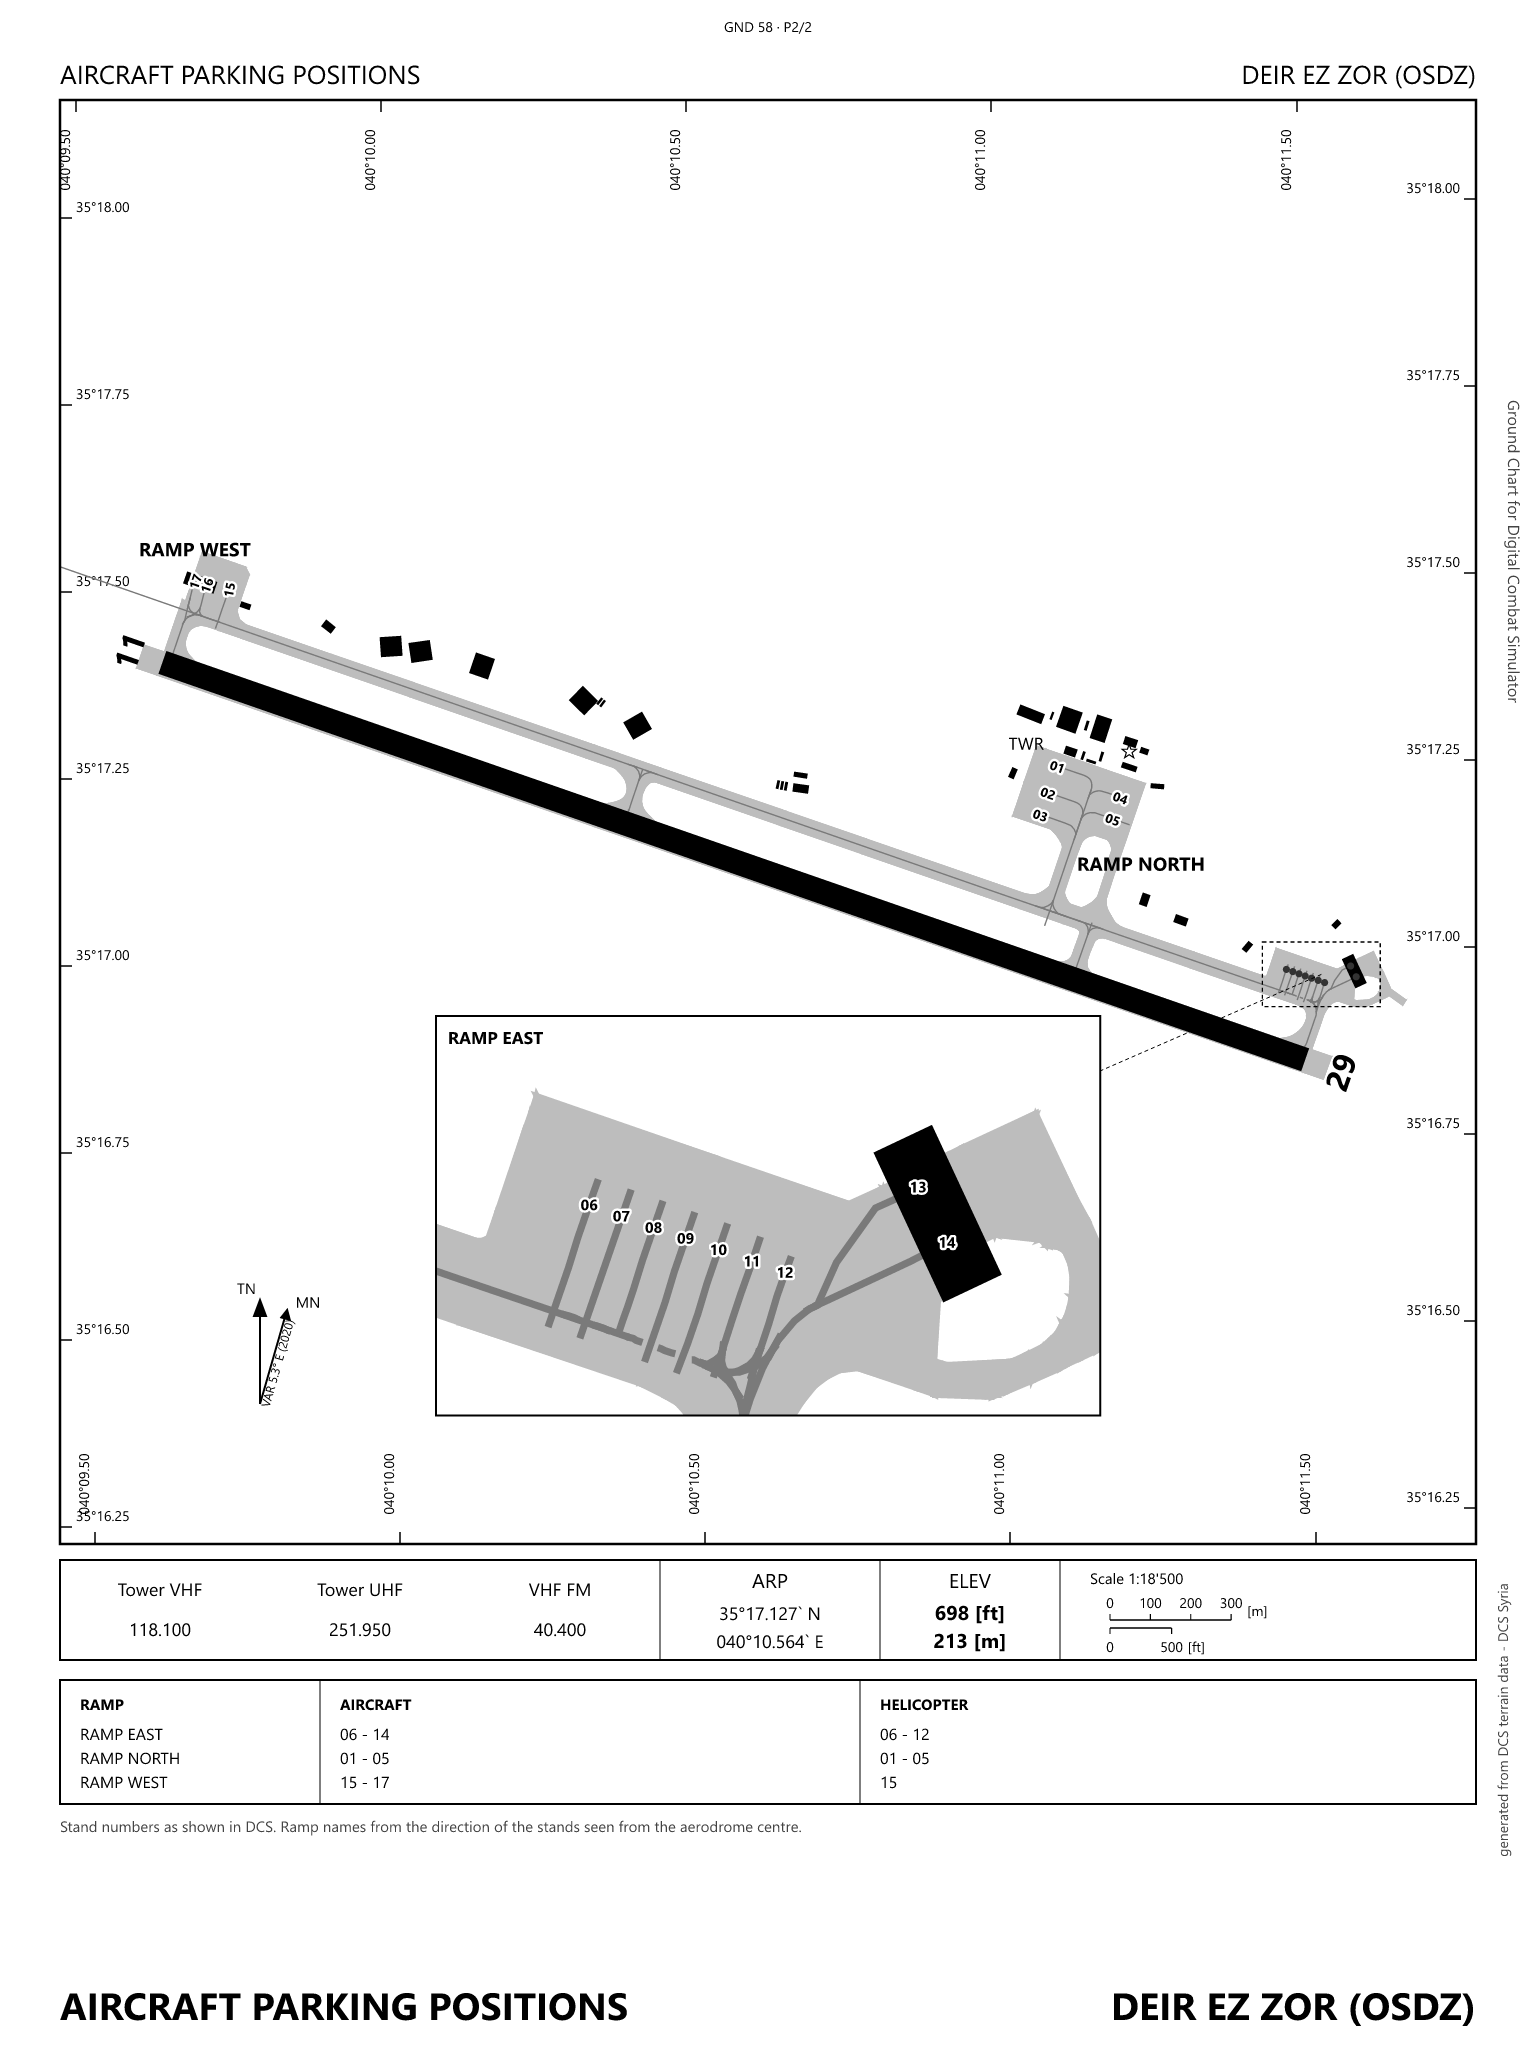 GND 58 · P2/2
AIRCRAFT PARKING POSITIONS
DEIR EZ ZOR (OSDZ)
040°09.50
040°10.00
040°10.50
040°11.00
040°11.50
35°18.00
35°18.00
35°17.75
35°17.75
Ground Chart for Digital Combat Simulator
RAMP WEST
35°17.50
35°17.50
17
16
15
11
TWR
35°17.25
35°17.25
01
02
03
04
05
RAMP NORTH
35°17.00
35°17.00
29
RAMP EAST
06
07
08
09
10
11
12
13
14
35°16.75
35°16.75
TN
MN
VAR 5.3° E (2020)
35°16.50
35°16.50
040°09.50
040°10.00
040°10.50
040°11.00
040°11.50
35°16.25
35°16.25
Tower VHF
118.100
Tower UHF
251.950
VHF FM
40.400
ARP
35°17.127` N
040°10.564` E
ELEV
698 [ft]
213 [m]
Scale 1:18'500
0 100 200 300 [m]
0 500 [ft]
RAMP AIRCRAFT HELICOPTER
RAMP EAST 06 - 14 06 - 12
RAMP NORTH 01 - 05 01 - 05
RAMP WEST 15 - 17 15
Stand numbers as shown in DCS. Ramp names from the direction of the stands seen from the aerodrome centre.
generated from DCS terrain data - DCS Syria
AIRCRAFT PARKING POSITIONS
DEIR EZ ZOR (OSDZ)